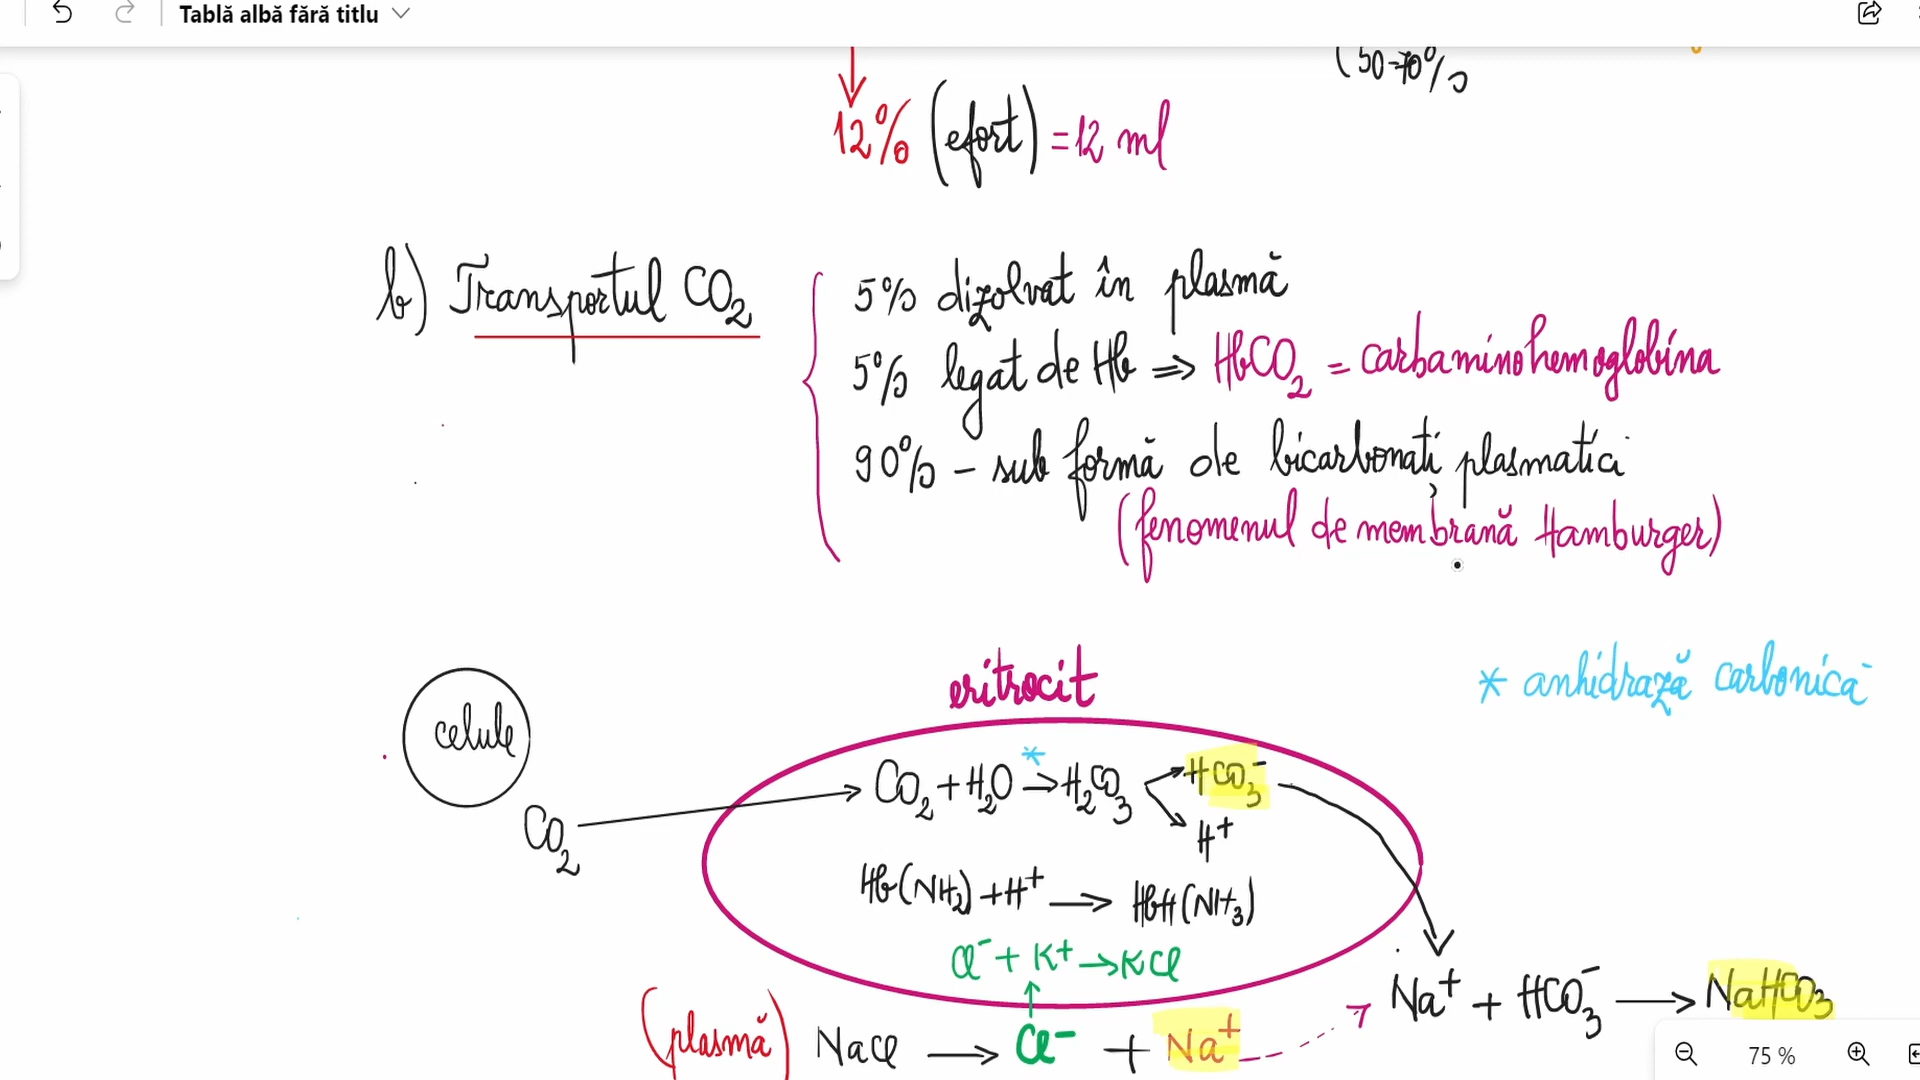 Tablă albă fără titlu
(50-70%
12% (efort) = 12 ml
b) Transportul CO₂
5% dizolvat în plasmă
5% legat de Hb => HbCO₂ = carbaminohemoglobina
90% - sub formă de bicarbonați plasmatici
(fenomenul de membrană Hamburger)
eritrocit
* anhidrază carbonică
celule
*
CO₂ + H₂O → H₂CO₃ HCO₃⁻
H⁺
CO₂
Hb(NH₂) + H⁺ → HbH(NH₃)
Cl⁻ + K⁺ → KCl
Na⁺ + HCO₃⁻ → NaHCO₃
(plasmă) NaCl → Cl⁻ + Na⁺
75 %